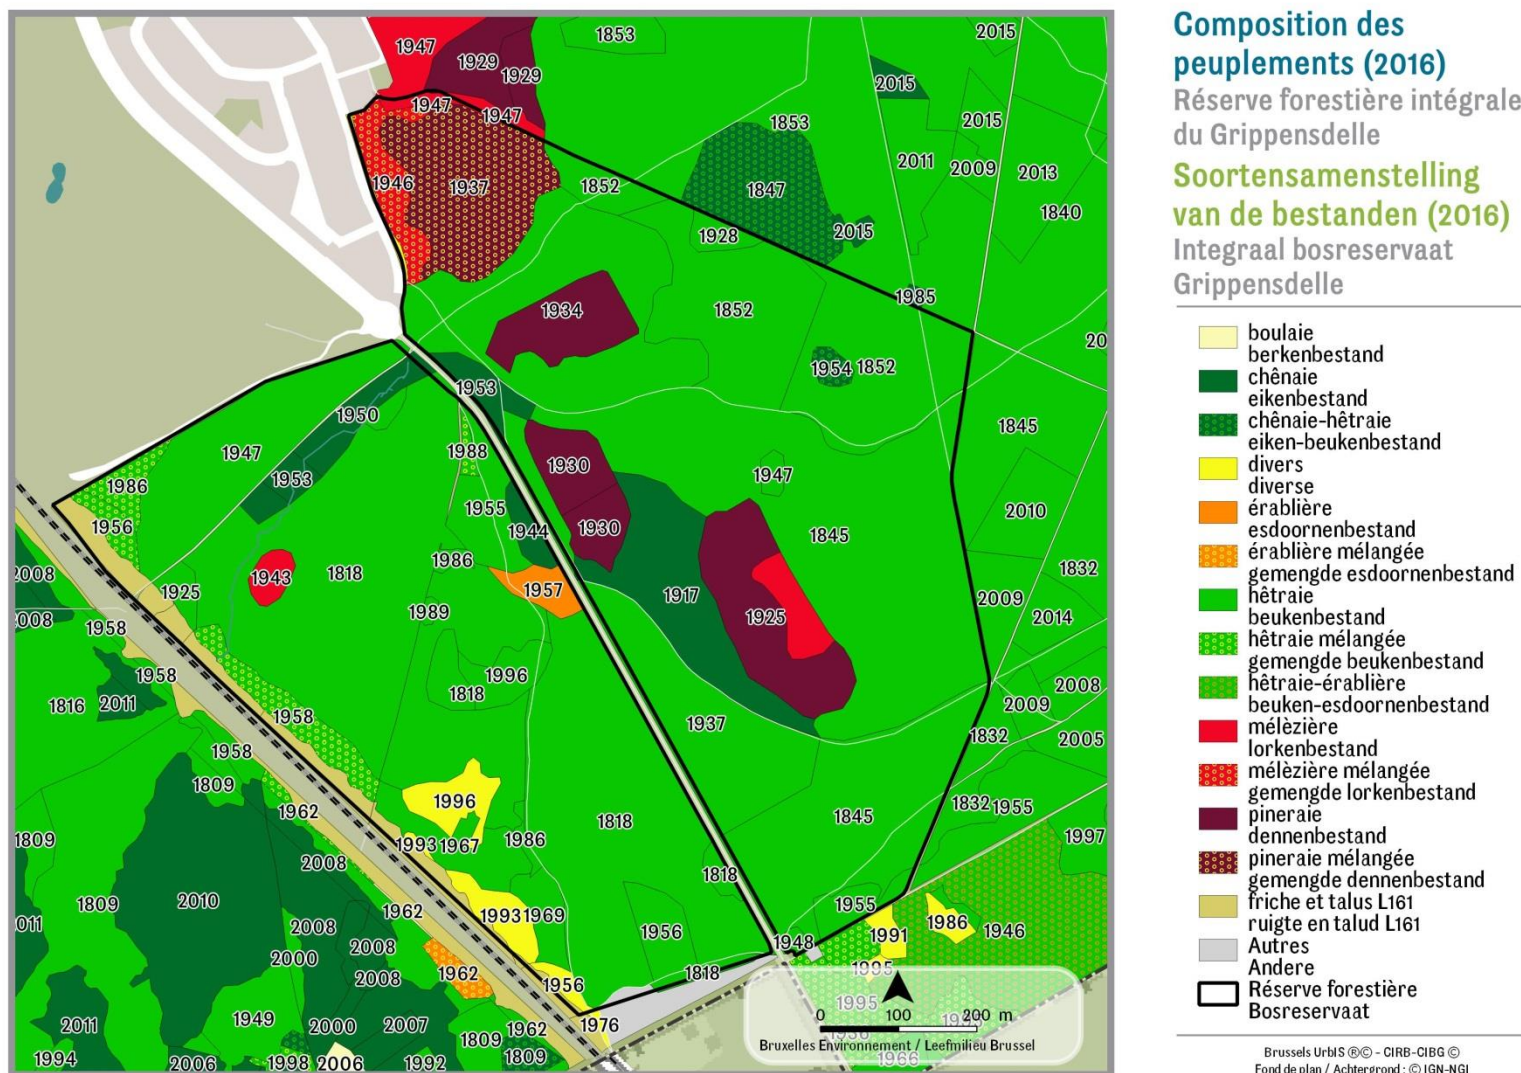 Composition des
peuplements (2016)
Réserve forestière intégrale
du Grippensdelle
Soortensamenstelling
van de bestanden (2016)
Integraal bosreservaat
Grippensdelle
boulaie
berkenbestand
chênaie
eikenbestand
chênaie-hêtraie
eiken-beukenbestand
divers
diverse
érablière
esdoornenbestand
érablière mélangée
gemengde esdoornenbestand
hêtraie
beukenbestand
hêtraie mélangée
gemengde beukenbestand
hêtraie-érablière
beuken-esdoornenbestand
mélèzière
lorkenbestand
mélèzière mélangée
gemengde lorkenbestand
pineraie
dennenbestand
pineraie mélangée
gemengde dennenbestand
friche et talus L161
ruigte en talud L161
Autres
Andere
Réserve forestière
Bosreservaat
Brussels UrbIS ®© - CIRB-CIBG ©
Fond de plan / Achtergrond : © IGN-NGI
1947
1853
2015
1929
1929
2015
1947
1947
1853
2015
2011
2009
2013
1946
1937
1852
1847
1840
1928
2015
1985
1934
1852
1954
1852
1953
1950
1845
1947
1988
1930
1947
1953
1986
1955
2010
1956
1944
1930
1845
1986
1832
2008
1943
1818
1925
1957
1917
2009
1989
1925
2014
2008
1958
1958
1996
1818
2008
2009
1816
2011
1958
1937
1832
2005
1958
1809
1996
1832
1955
1962
1818
1845
1997
1809
1993
1967
1986
2008
1818
1809
2010
1962
1993
1969
1955
1986
2008
1956
1991
1946
2008
2000
1948
1962
1818
1995
2008
1956
1995
1949
2000
2007
1962
1976
2011
1809
1994
2006
1998
2006
1992
1809
1966
0 100 200 m
Bruxelles Environnement / Leefmilieu Brussel